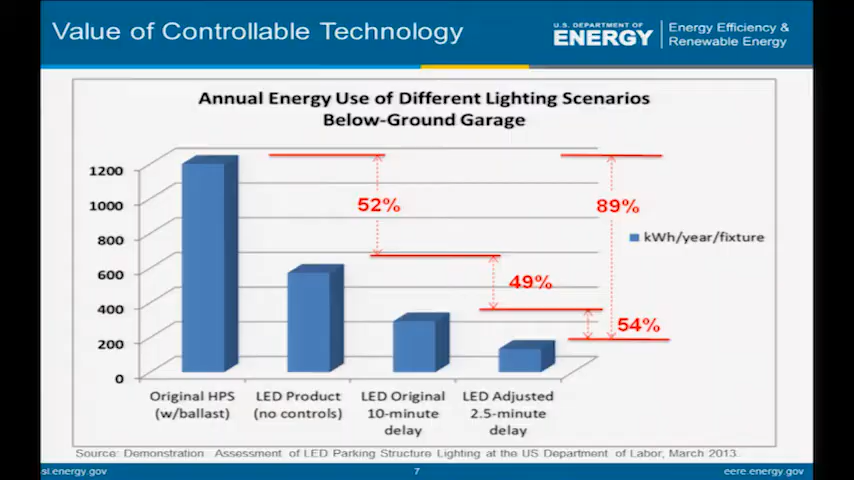 Value of Controllable Technology
U.S. DEPARTMENT OF
ENERGY
Energy Efficiency &
Renewable Energy
Annual Energy Use of Different Lighting Scenarios
Below-Ground Garage
1200
1000
800
600
400
200
0
52%
89%
49%
54%
kWh/year/fixture
Original HPS
(w/ballast)
LED Product
(no controls)
LED Original
10-minute
delay
LED Adjusted
2.5-minute
delay
Source: Demonstration Assessment of LED Parking Structure Lighting at the US Department of Labor, March 2013.
sl.energy.gov
7
eere.energy.gov